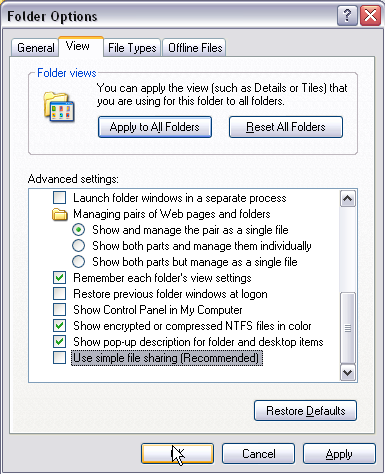 Folder Options
General
View
File Types
Offline Files
Folder views
You can apply the view (such as Details or Tiles) that
you are using for this folder to all folders.
Apply to All Folders
Reset All Folders
Advanced settings:
Launch folder windows in a separate process
Managing pairs of Web pages and folders
Show and manage the pair as a single file
Show both parts and manage them individually
Show both parts but manage as a single file
Remember each folder's view settings
Restore previous folder windows at logon
Show Control Panel in My Computer
Show encrypted or compressed NTFS files in color
Show pop-up description for folder and desktop items
Use simple file sharing (Recommended)
Restore Defaults
Cancel
Apply